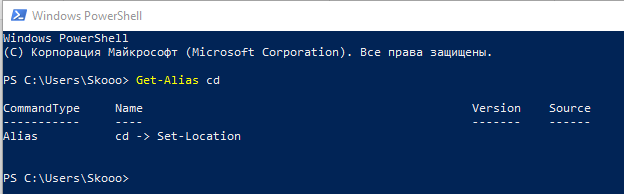 Windows PowerShell
Windows PowerShell
(C) Корпорация Майкрософт (Microsoft Corporation). Все права защищены.
PS C:\Users\Skooo> Get-Alias cd
CommandType     Name                                               Version    Source
-----------     ----                                               -------    ------
Alias           cd -> Set-Location
PS C:\Users\Skooo>